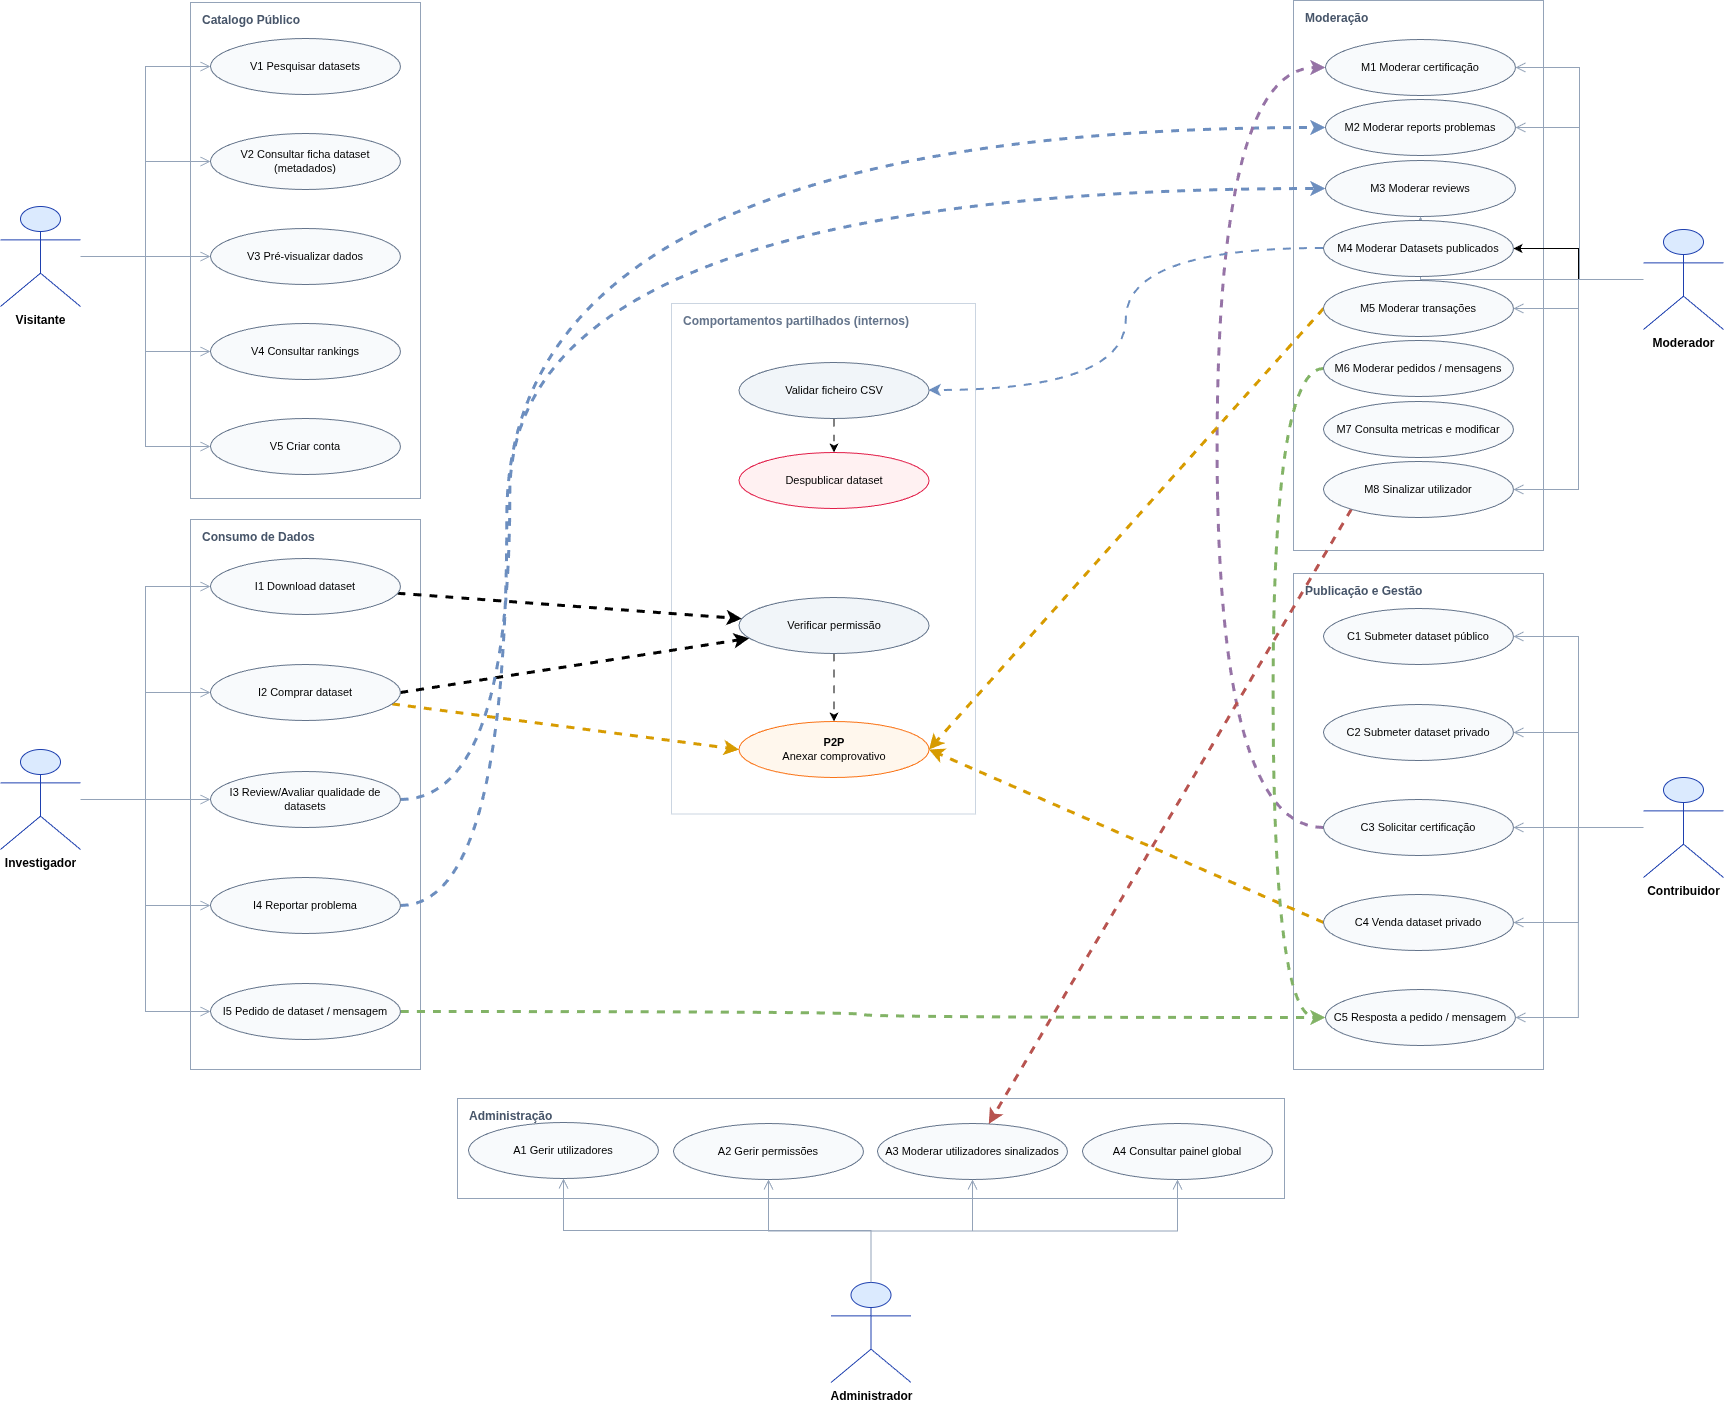 Catalogo Público
V1 Pesquisar datasets
V2 Consultar ficha dataset
(metadados)
V3 Pré-visualizar dados
V4 Consultar rankings
V5 Criar conta
Visitante
Consumo de Dados
I1 Download dataset
I2 Comprar dataset
I3 Review/Avaliar qualidade de
datasets
I4 Reportar problema
I5 Pedido de dataset / mensagem
Investigador
Comportamentos partilhados (internos)
Validar ficheiro CSV
Despublicar dataset
Verificar permissão
P2P
Anexar comprovativo
Moderação
M1 Moderar certificação
M2 Moderar reports problemas
M3 Moderar reviews
M4 Moderar Datasets publicados
M5 Moderar transações
M6 Moderar pedidos / mensagens
M7 Consulta metricas e modificar
M8 Sinalizar utilizador
Moderador
Publicação e Gestão
C1 Submeter dataset público
C2 Submeter dataset privado
C3 Solicitar certificação
C4 Venda dataset privado
C5 Resposta a pedido / mensagem
Contribuidor
Administração
A1 Gerir utilizadores
A2 Gerir permissões
A3 Moderar utilizadores sinalizados
A4 Consultar painel global
Administrador